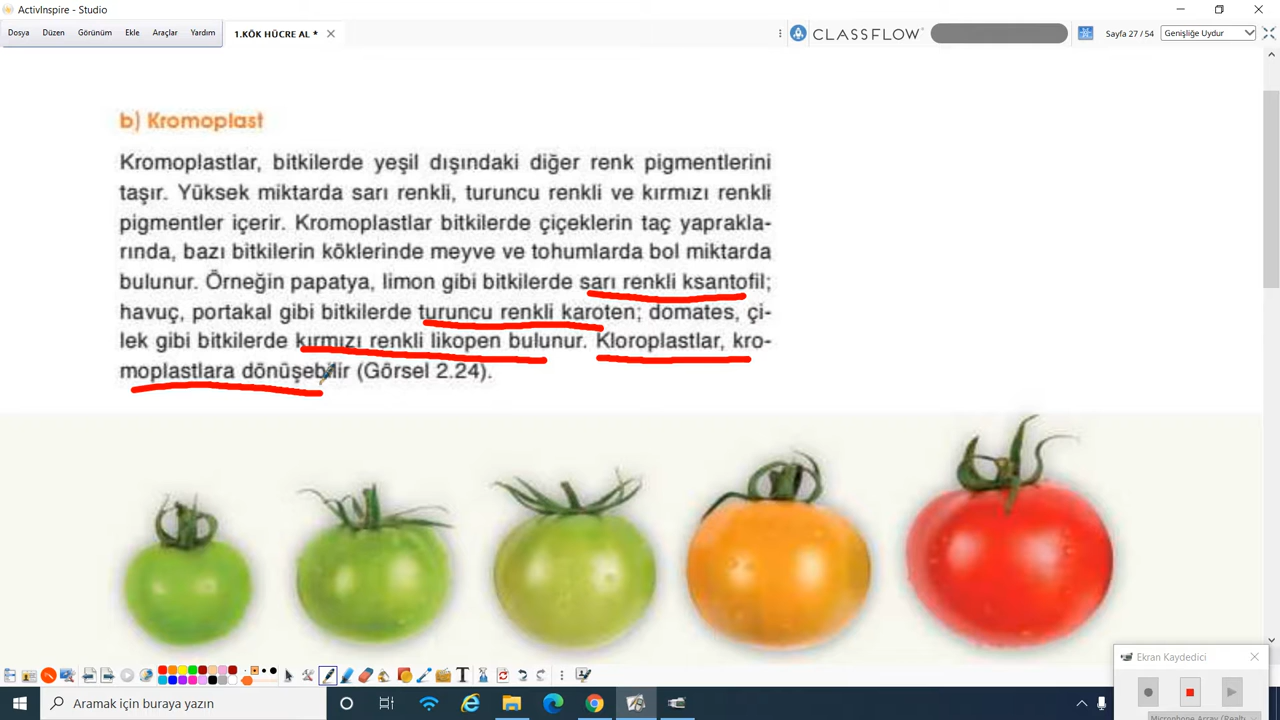 ActivInspire - Studio
Dosya Düzen Görünüm Ekle Araçlar Yardım
1.KÖK HÜCRE AL *
CLASSFLOW
Sayfa 27 / 54
Genişliğe Uydur
b) Kromoplast
Kromoplastlar, bitkilerde yeşil dışındaki diğer renk pigmentlerini
taşır. Yüksek miktarda sarı renkli, turuncu renkli ve kırmızı renkli
pigmentler içerir. Kromoplastlar bitkilerde çiçeklerin taç yaprakla-
rında, bazı bitkilerin köklerinde meyve ve tohumlarda bol miktarda
bulunur. Örneğin papatya, limon gibi bitkilerde sarı renkli ksantofil;
havuç, portakal gibi bitkilerde turuncu renkli karoten; domates, çi-
lek gibi bitkilerde kırmızı renkli likopen bulunur. Kloroplastlar, kro-
moplastlara dönüşebilir (Görsel 2.24).
Ekran Kaydedici
Microphone Array (Realt
Aramak için buraya yazın